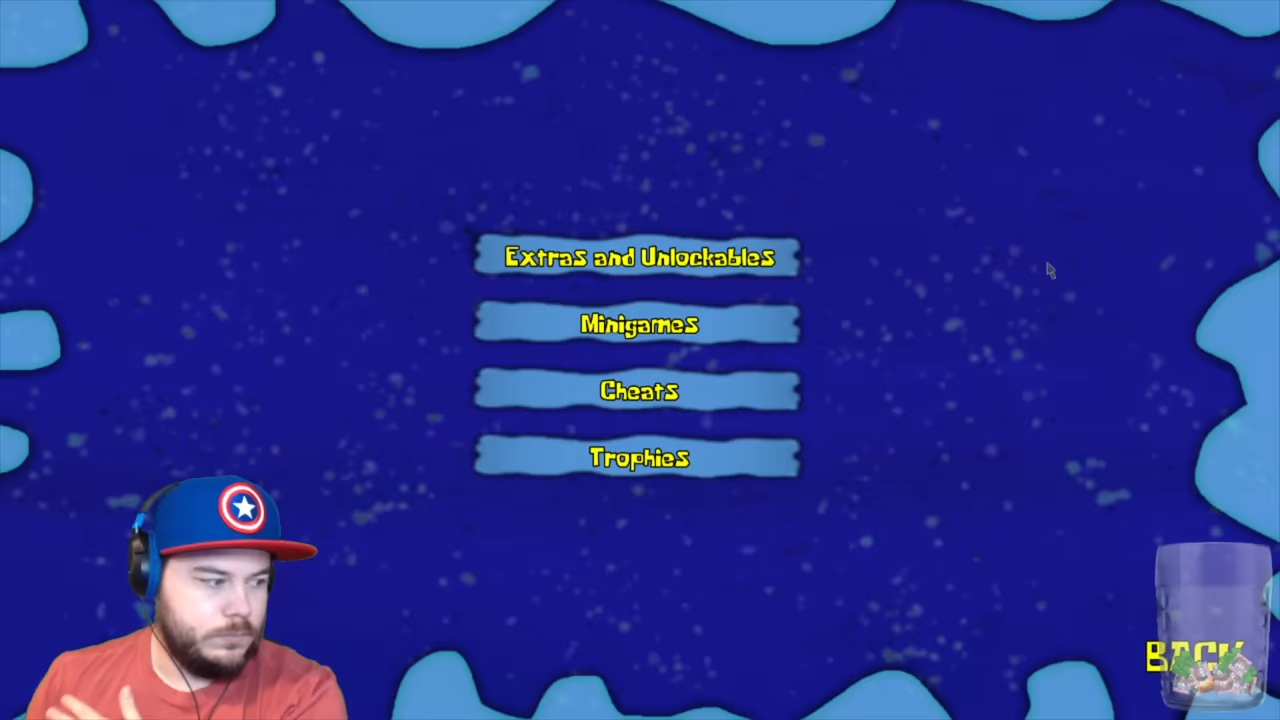 Extras and Unlockables
Minigames
Cheats
Trophies
BACK